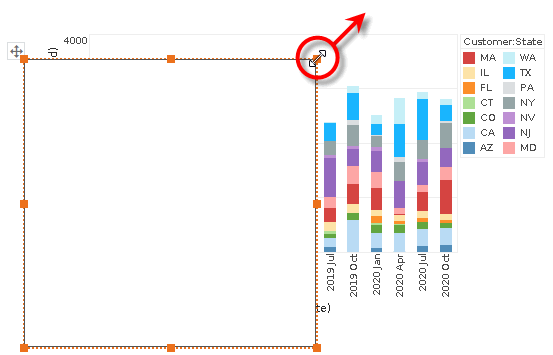 4000
d)
Customer:State
MA WA
IL TX
FL PA
CT NY
CO NV
CA NJ
AZ MD
2019 Jul
2019 Oct
2020 Jan
2020 Apr
2020 Jul
2020 Oct
te)